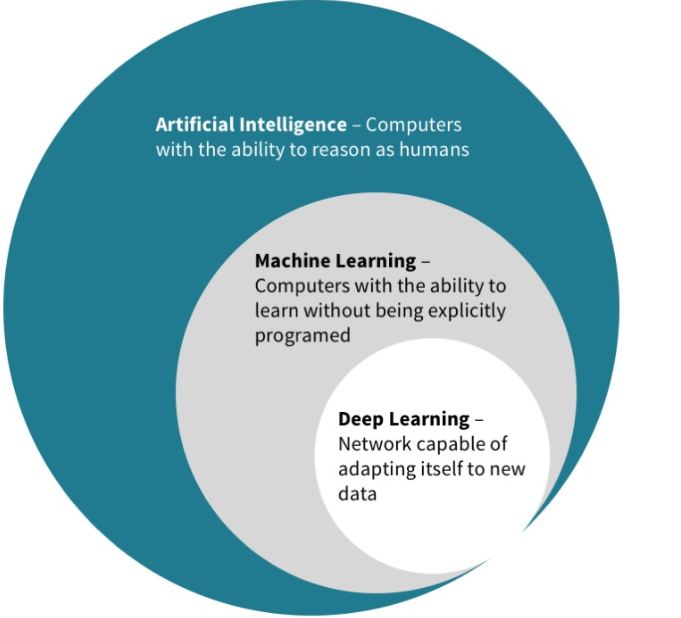 Artificial Intelligence – Computers
with the ability to reason as humans
Machine Learning –
Computers with the ability to
learn without being explicitly
programed
Deep Learning –
Network capable of
adapting itself to new
data